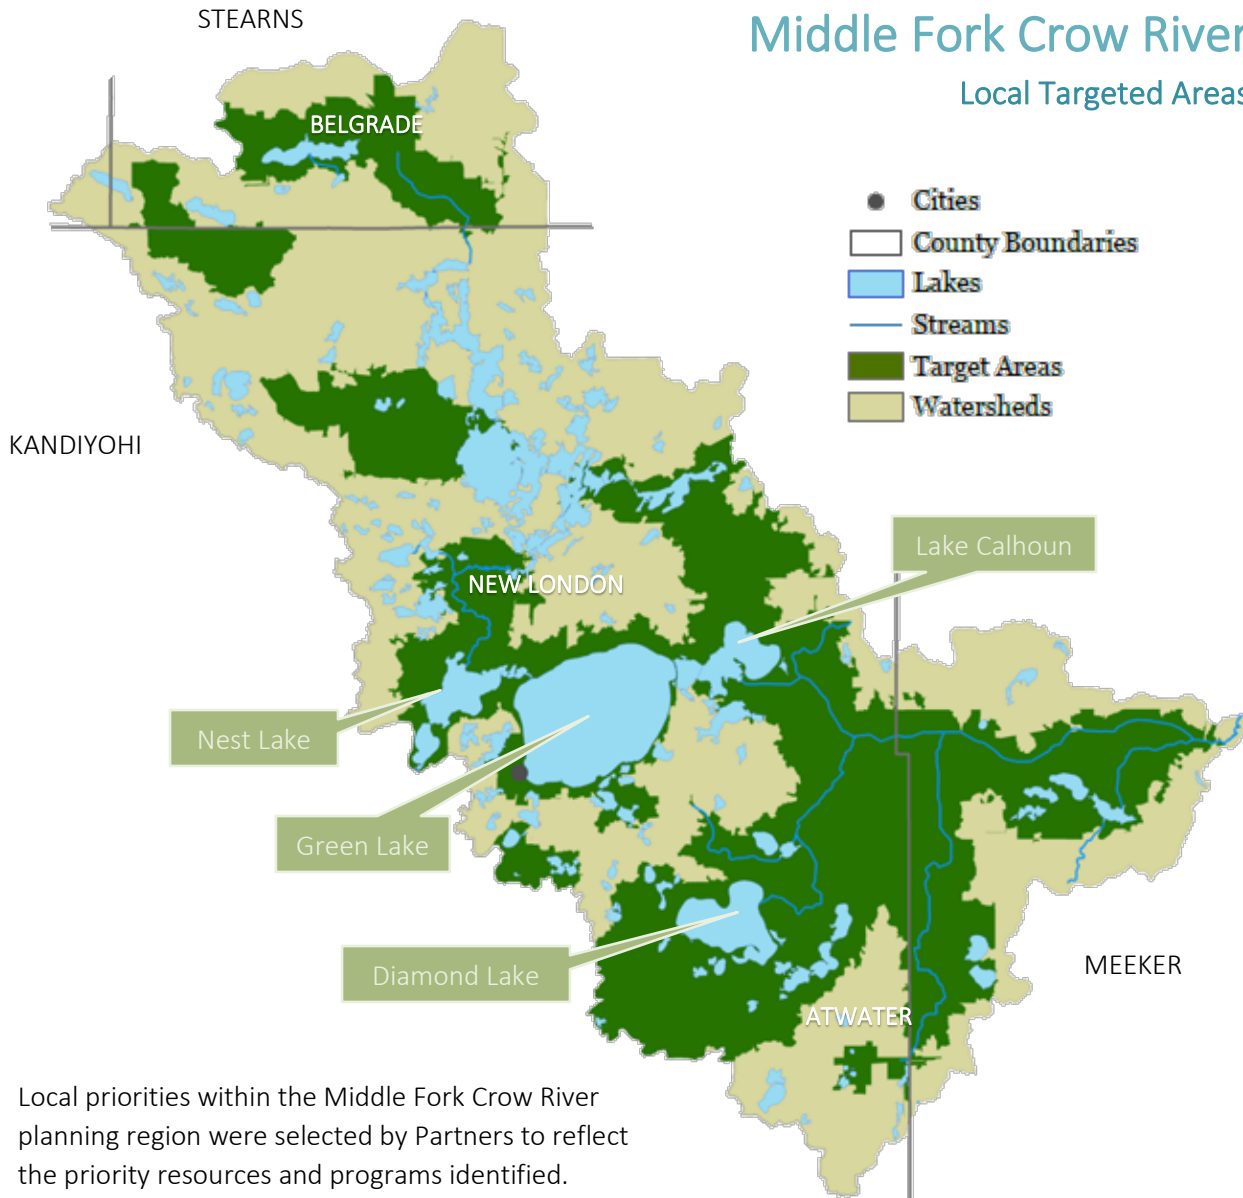 STEARNS
Middle Fork Crow River
Local Targeted Areas
BELGRADE
Cities
County Boundaries
Lakes
Streams
Target Areas
Watersheds
KANDIYOHI
Lake Calhoun
NEW LONDON
Nest Lake
Green Lake
Diamond Lake
MEEKER
ATWATER
Local priorities within the Middle Fork Crow River
planning region were selected by Partners to reflect
the priority resources and programs identified.